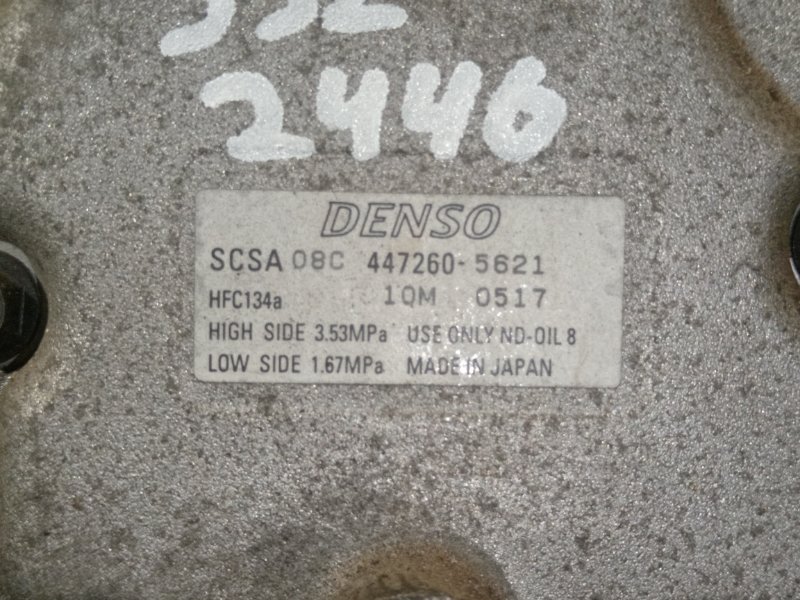 2446
DENSO
SCSA 08C 447260-5621
HFC134a 1QM 0517
HIGH SIDE 3.53MPa USE ONLY ND-OIL 8
LOW SIDE 1.67MPa MADE IN JAPAN